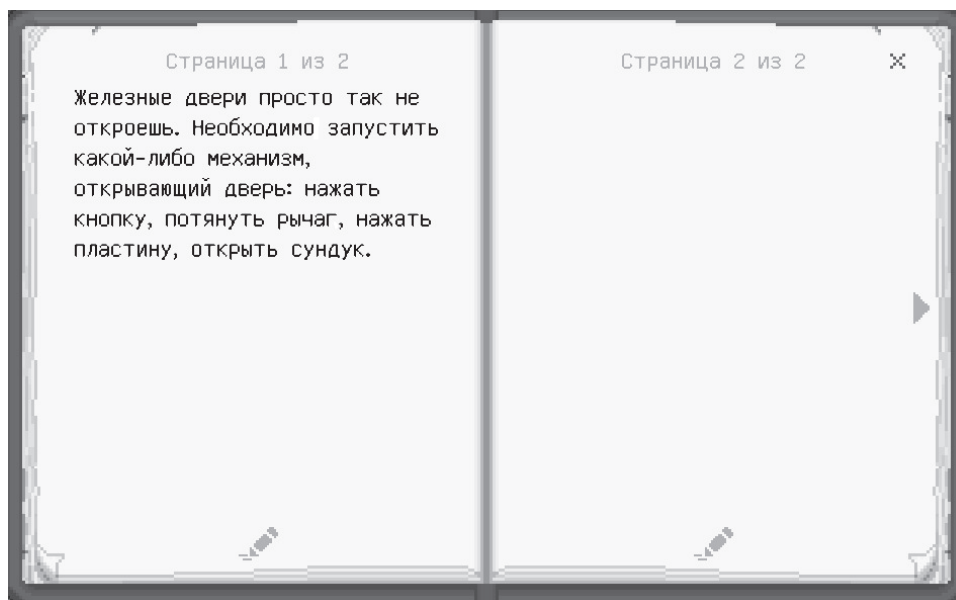 Страница 1 из 2
Железные двери просто так не
откроешь. Необходимо запустить
какой-либо механизм,
открывающий дверь: нажать
кнопку, потянуть рычаг, нажать
пластину, открыть сундук.
Страница 2 из 2